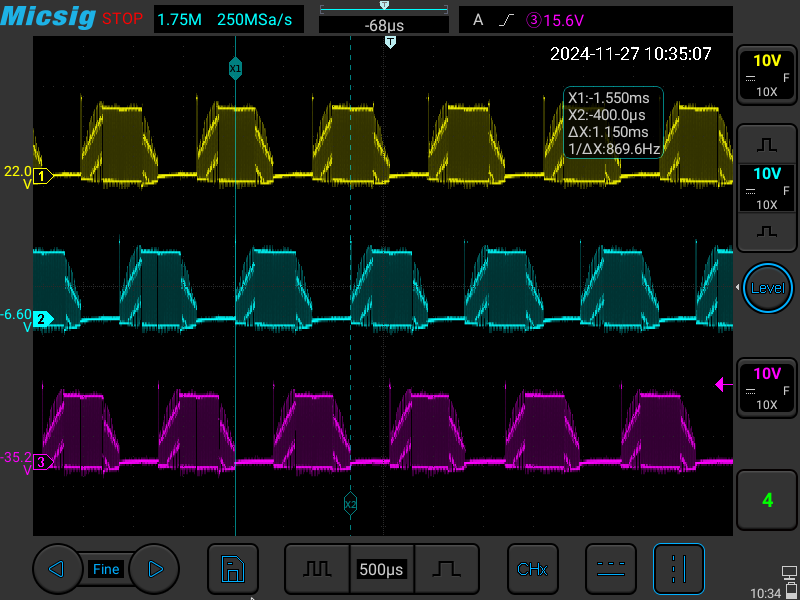 Micsig STOP 1.75M 250MSa/s -68µs A ③15.6V
T
T
2024-11-27 10:35:07
X1
X1:-1.550ms
X2:-400.0µs
ΔX:1.150ms
1/ΔX:869.6Hz
10V
F
10X
22.0
V
1
10V
F
10X
Level
-6.60
V
2
10V
F
10X
-35.2
V
3
X2
4
Fine
500µs
CHx
10:34